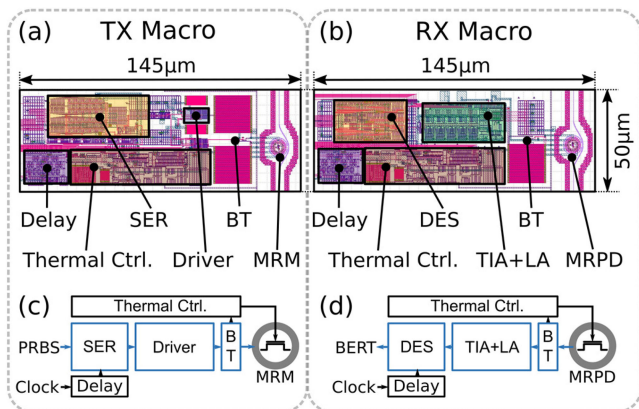 (a) TX Macro
145μm
Delay SER BT
Thermal Ctrl. Driver MRM
(b) RX Macro
145μm
50μm
Delay DES BT
Thermal Ctrl. TIA+LA MRPD
(c)
Thermal Ctrl.
PRBS SER Driver BT
MRM
Clock Delay
(d)
Thermal Ctrl.
BERT DES TIA+LA BT
MRPD
Clock Delay